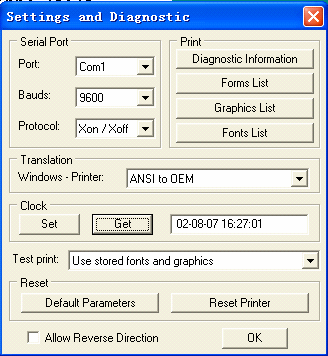 Settings and Diagnostic
Serial Port
Port: Com1
Bauds: 9600
Protocol: Xon / Xoff
Print
Diagnostic Information
Forms List
Graphics List
Fonts List
Translation
Windows - Printer: ANSI to OEM
Clock
Set Get 02-08-07 16:27:01
Test print: Use stored fonts and graphics
Reset
Default Parameters Reset Printer
Allow Reverse Direction OK